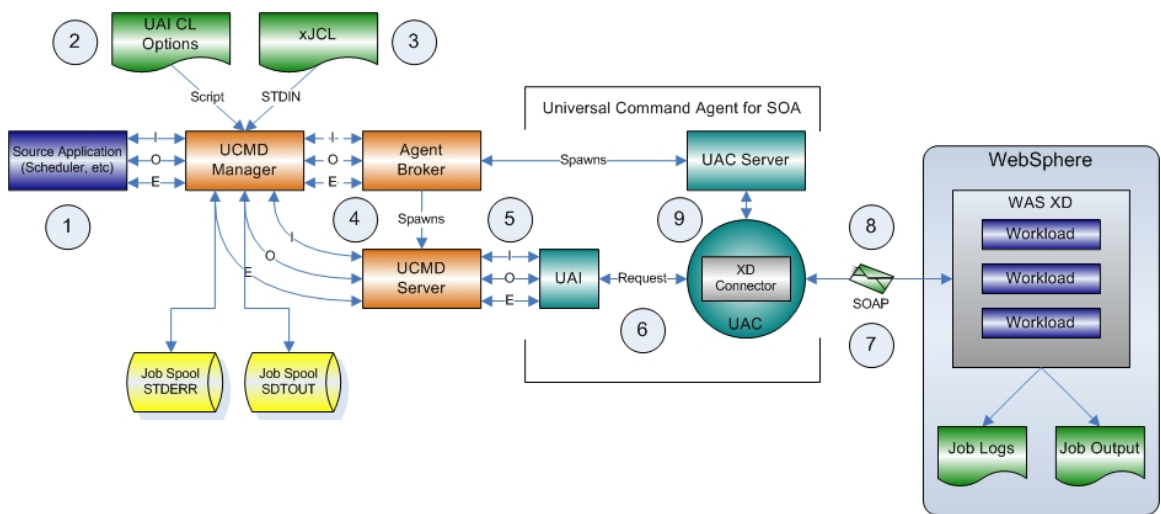 2
UAI CL
Options
xJCL
3
Script
STDIN
Universal Command Agent for SOA
Source Application
(Scheduler, etc)
I
O
E
UCMD
Manager
I
O
E
Agent
Broker
Spawns
UAC Server
WebSphere
WAS XD
Workload
Workload
Workload
1
4
Spawns
5
9
8
I
O
E
UCMD
Server
I
O
E
UAI
Request
XD
Connector
UAC
SOAP
6
7
Job Spool
STDERR
Job Spool
SDTOUT
Job Logs
Job Output